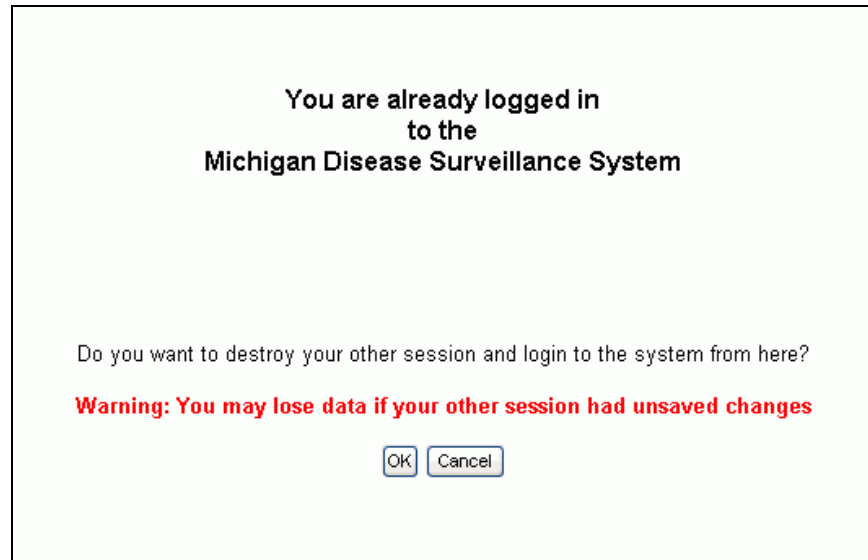 You are already logged in
to the
Michigan Disease Surveillance System
Do you want to destroy your other session and login to the system from here?
Warning: You may lose data if your other session had unsaved changes
OK Cancel